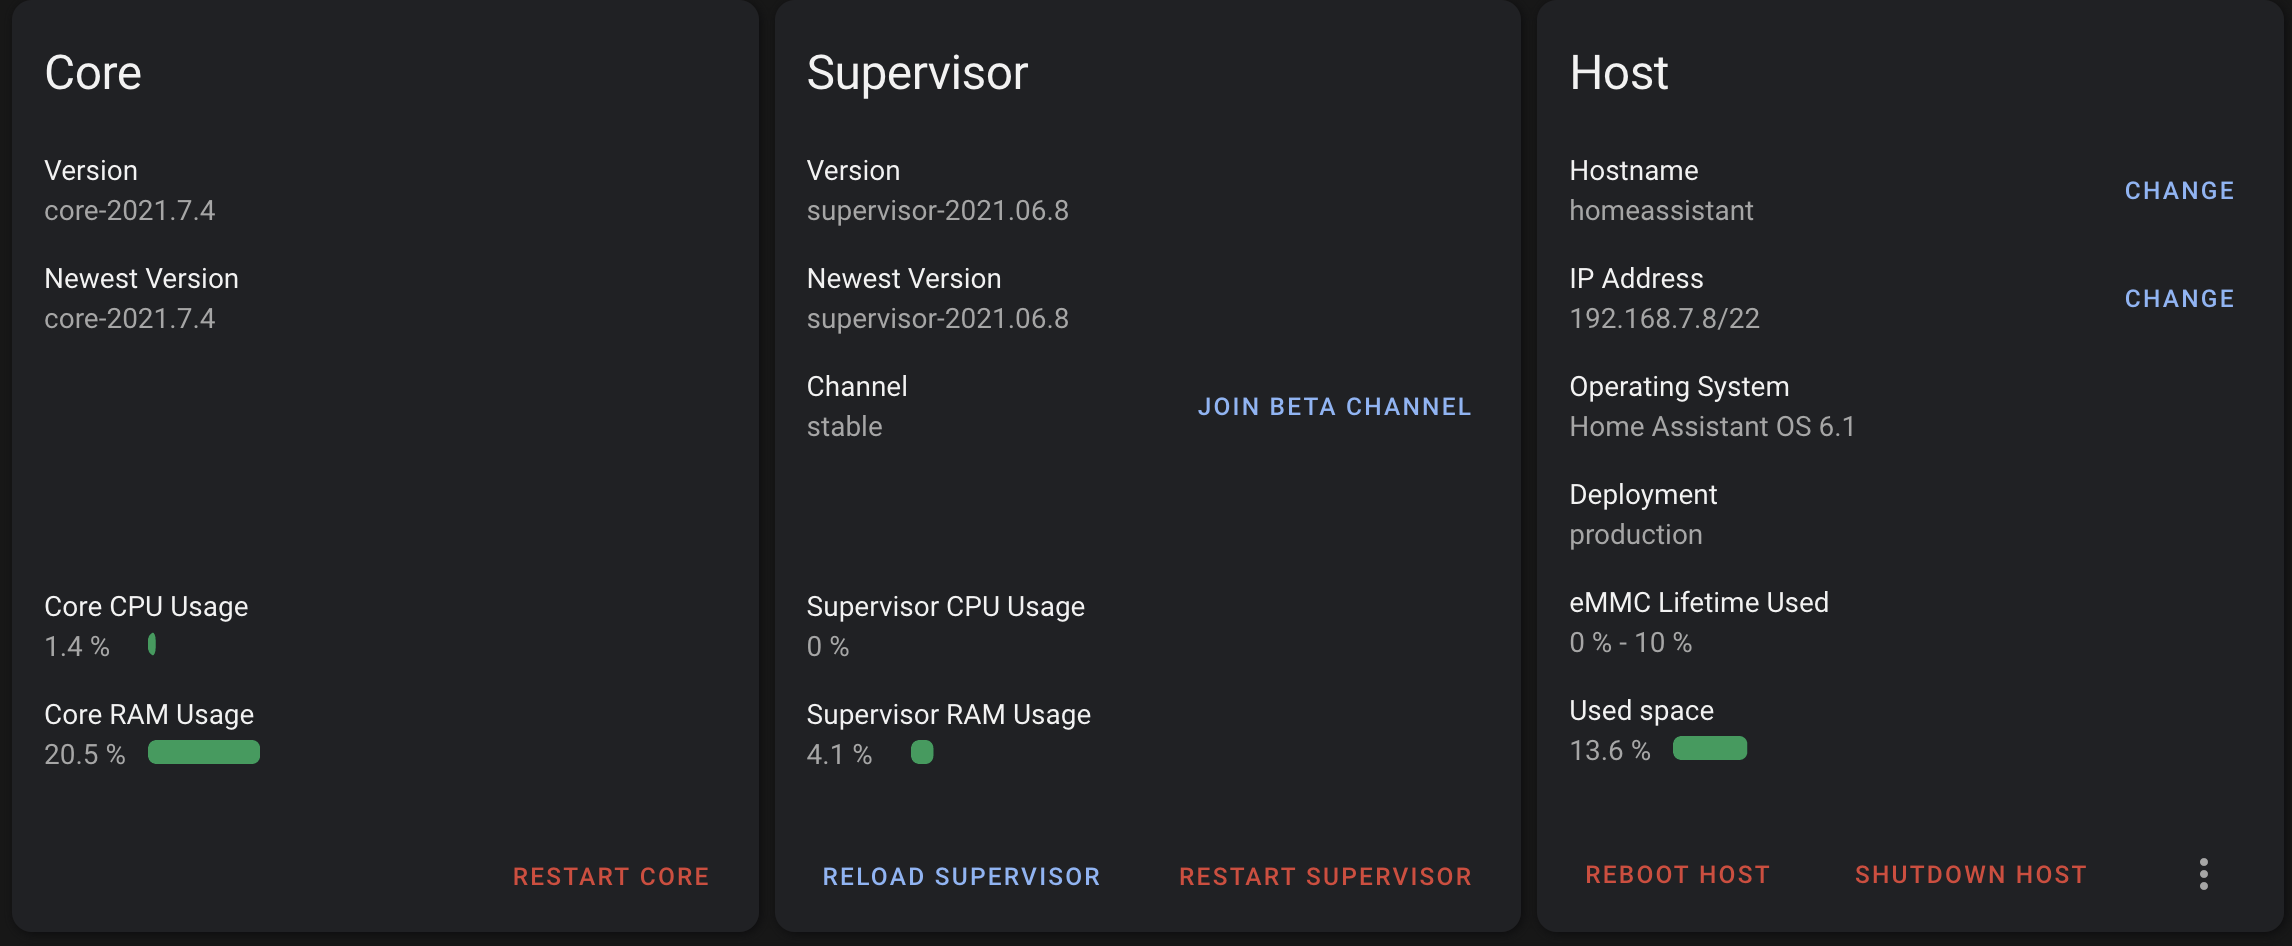 Core
Version
core-2021.7.4
Newest Version
core-2021.7.4
Core CPU Usage
1.4 %
Core RAM Usage
20.5 %
RESTART CORE
Supervisor
Version
supervisor-2021.06.8
Newest Version
supervisor-2021.06.8
Channel
stable
JOIN BETA CHANNEL
Supervisor CPU Usage
0 %
Supervisor RAM Usage
4.1 %
RELOAD SUPERVISOR
RESTART SUPERVISOR
Host
Hostname
homeassistant
CHANGE
IP Address
192.168.7.8/22
CHANGE
Operating System
Home Assistant OS 6.1
Deployment
production
eMMC Lifetime Used
0 % - 10 %
Used space
13.6 %
REBOOT HOST
SHUTDOWN HOST